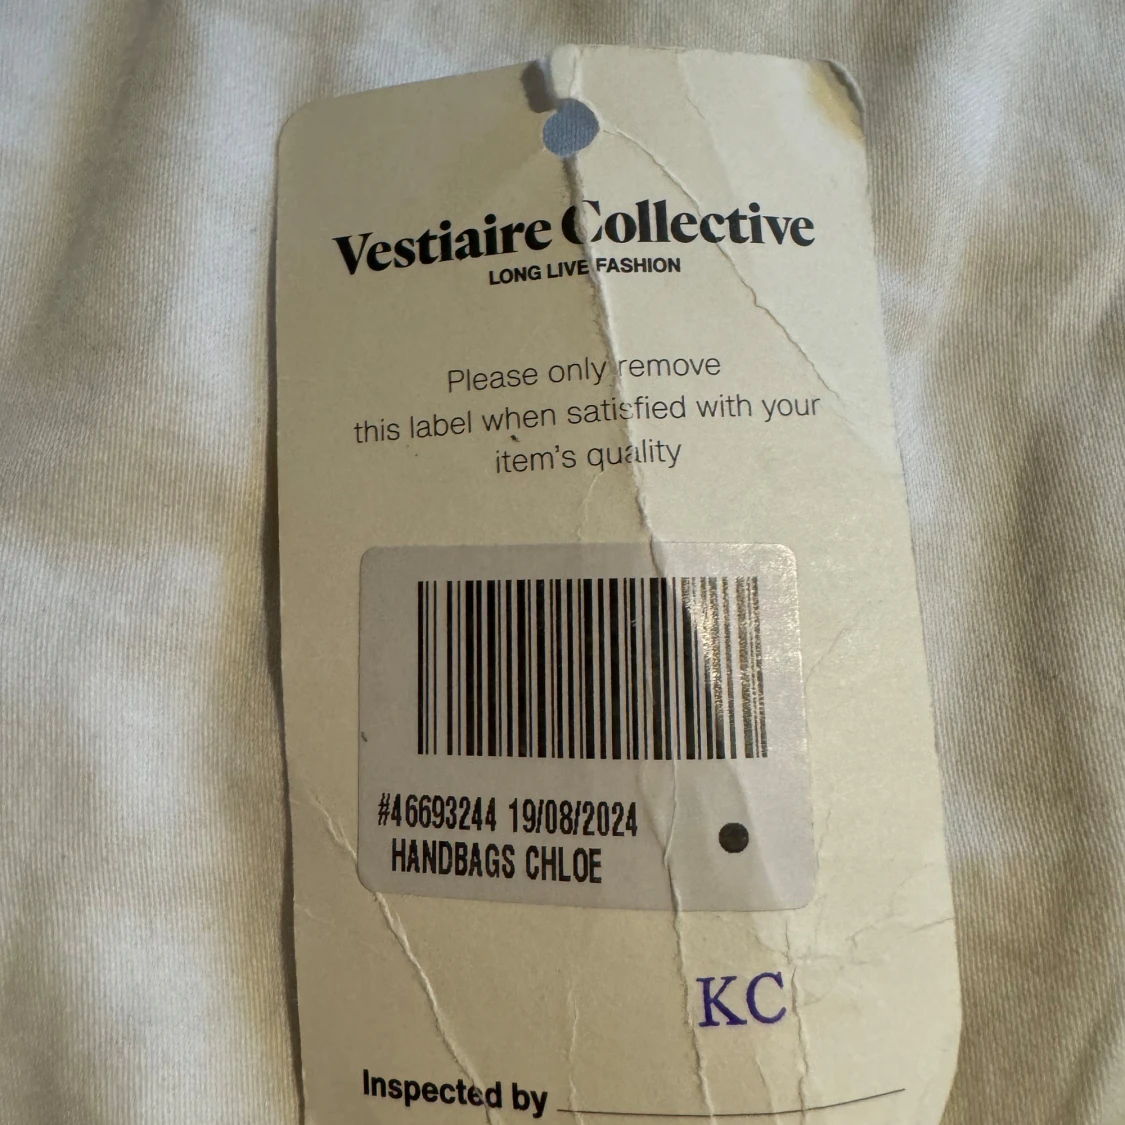 Vestiaire Collective
LONG LIVE FASHION
Please only remove
this label when satisfied with your
item's quality
#46693244 19/08/2024
HANDBAGS CHLOE
KC
Inspected by